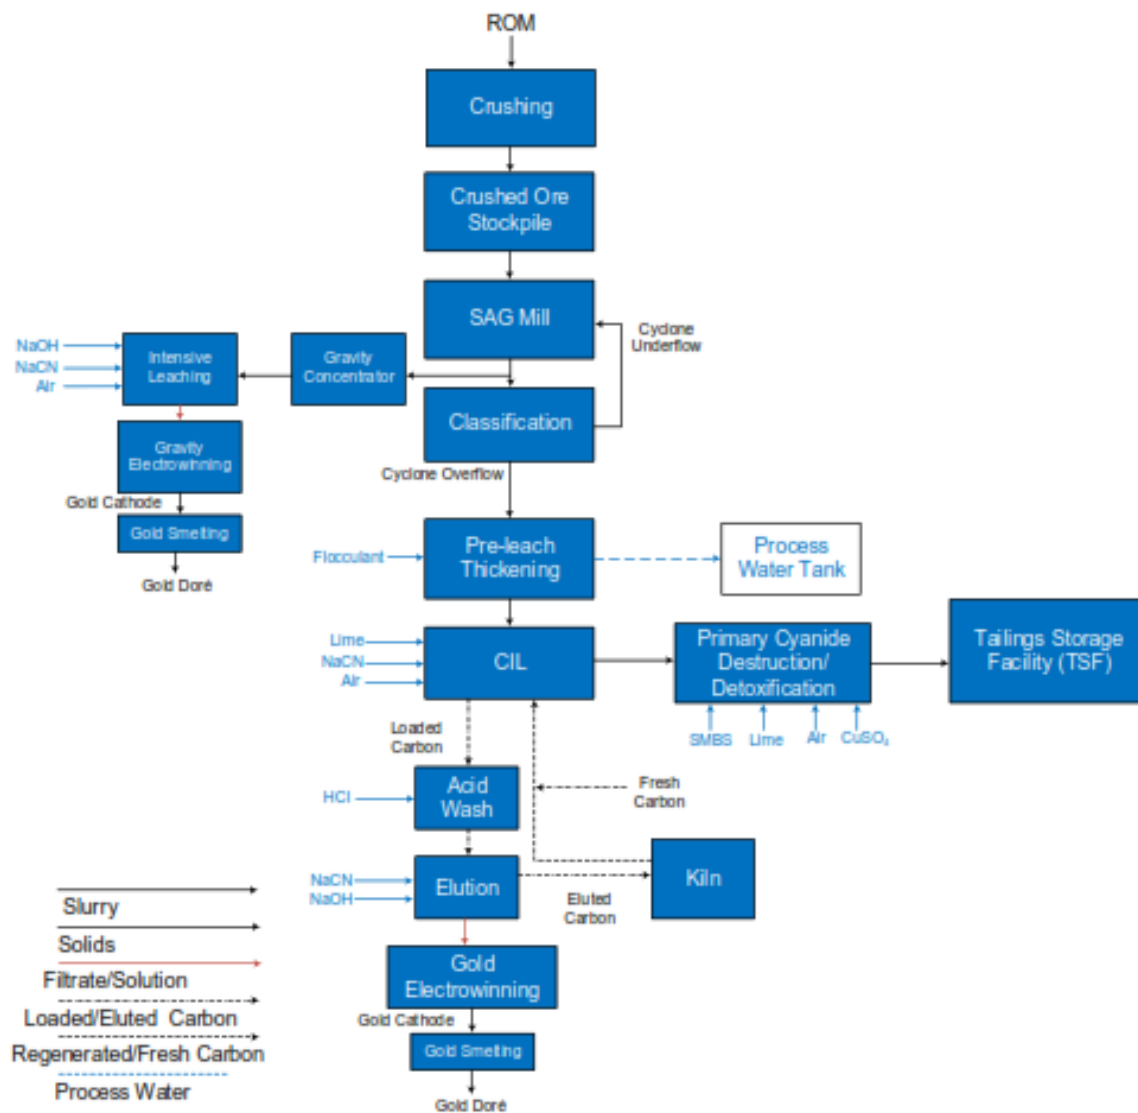 ROM
Crushing
Crushed Ore
Stockpile
SAG Mill
Cyclone
Underflow
NaOH
NaCN
Air
Intensive
Leaching
Gravity
Concentrator
Classification
Gravity
Electrowinning
Cyclone Overflow
Gold Cathode
Gold Smelting
Gold Doré
Flocculant
Pre-leach
Thickening
Process
Water Tank
Lime
NaCN
Air
CIL
Primary Cyanide
Destruction/
Detoxification
Tailings Storage
Facility (TSF)
SMBS
Lime
Air
CuSO₄
Loaded
Carbon
HCl
Acid
Wash
Fresh
Carbon
NaCN
NaOH
Elution
Eluted
Carbon
Kiln
Gold
Electrowinning
Gold Cathode
Gold Smelting
Gold Doré
Slurry
Solids
Filtrate/Solution
Loaded/Eluted Carbon
Regenerated/Fresh Carbon
Process Water